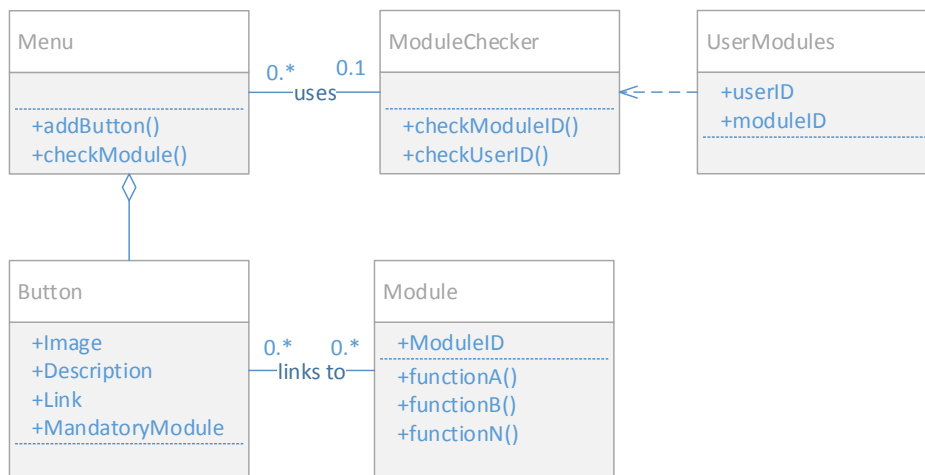 Menu
+addButton()
+checkModule()
0.*
0.1
uses
ModuleChecker
+checkModuleID()
+checkUserID()
UserModules
+userID
+moduleID
Button
+Image
+Description
+Link
+MandatoryModule
0.*
0.*
links to
Module
+ModuleID
+functionA()
+functionB()
+functionN()